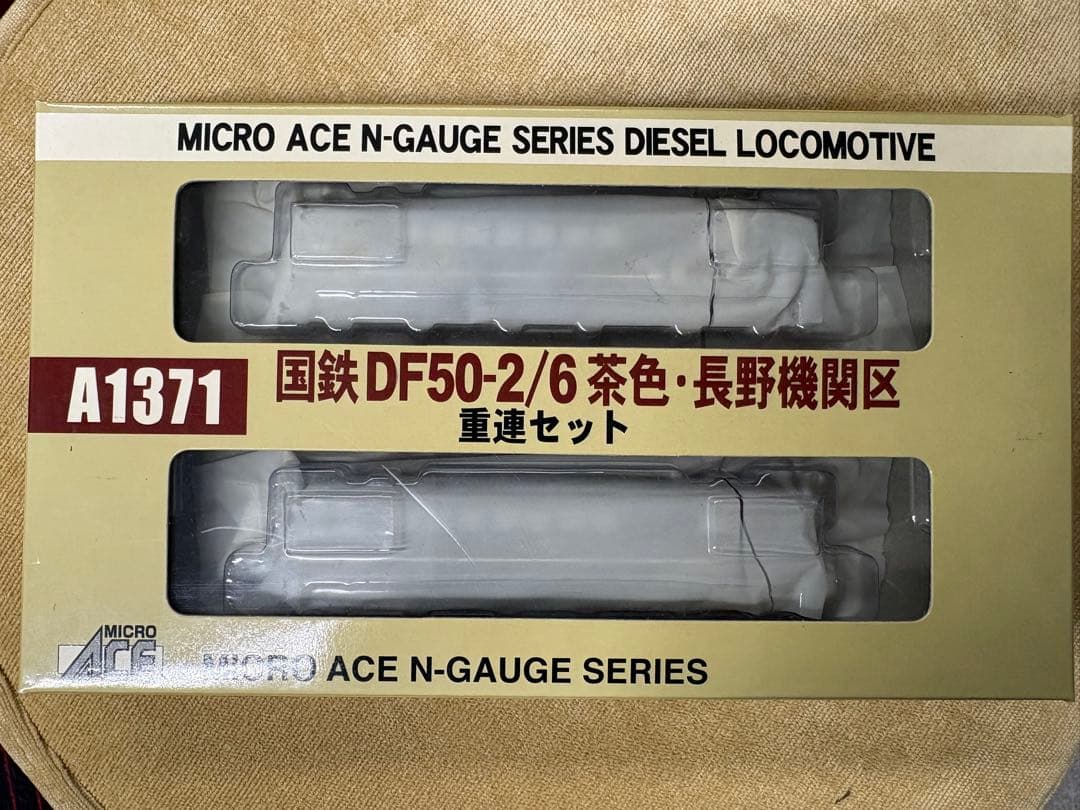 MICRO ACE N-GAUGE SERIES DIESEL LOCOMOTIVE
A1371
国鉄DF50-2/6 茶色・長野機関区
重連セット
MICRO
ACE
MICRO ACE N-GAUGE SERIES